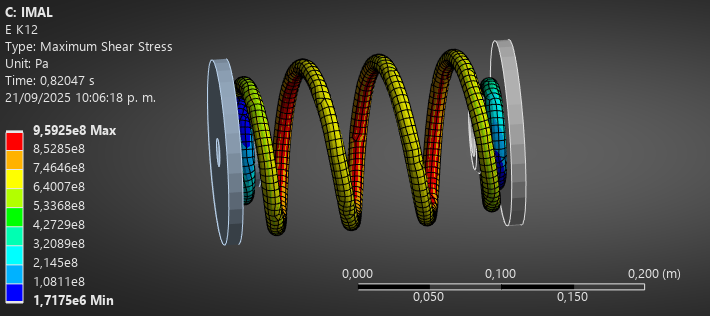 C: IMAL
E K12
Type: Maximum Shear Stress
Unit: Pa
Time: 0,82047 s
21/09/2025 10:06:18 p. m.
9,5925e8 Max
8,5285e8
7,4646e8
6,4007e8
5,3368e8
4,2729e8
3,2089e8
2,145e8
1,0811e8
1,7175e6 Min
0,000 0,100 0,200 (m)
0,050 0,150